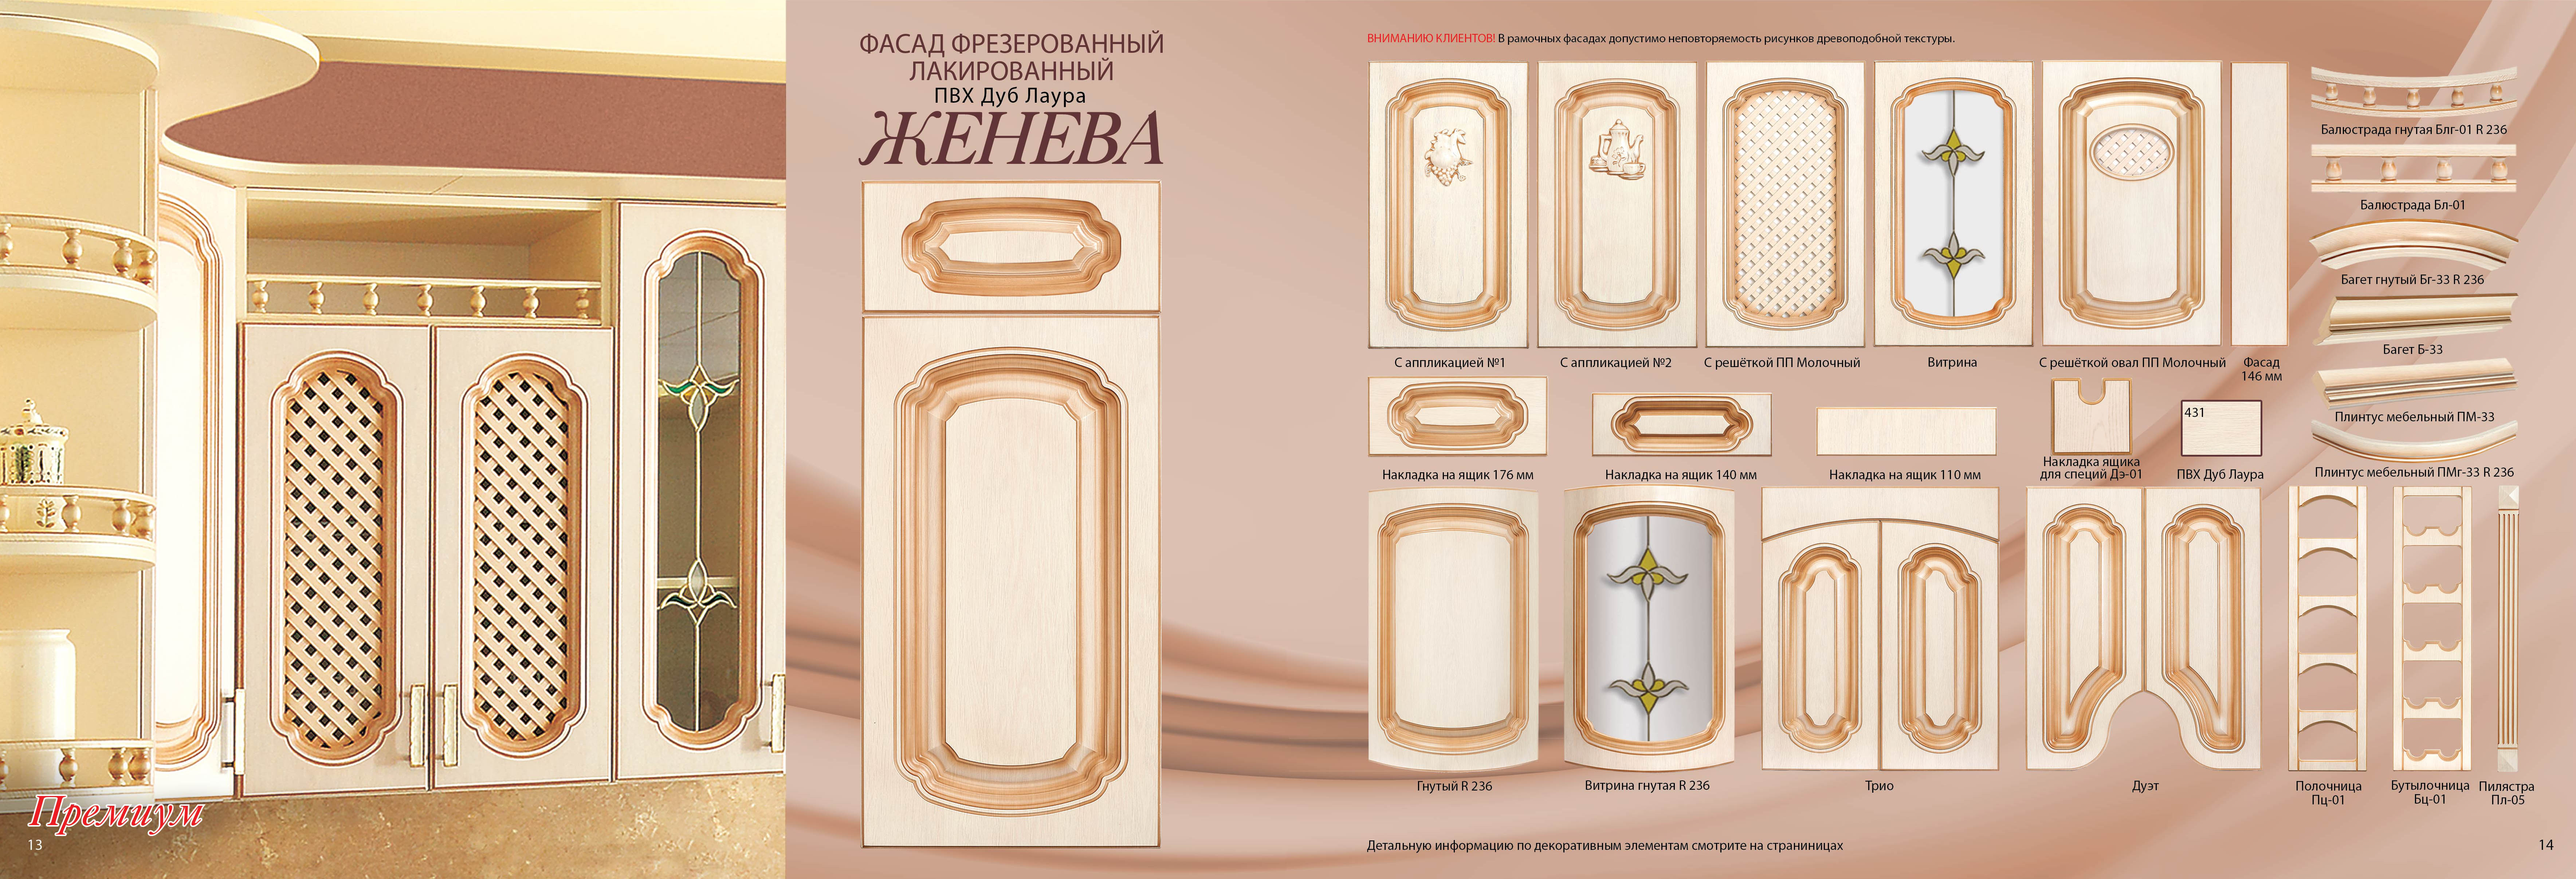 Премиум
13
ФАСАД ФРЕЗЕРОВАННЫЙ
ЛАКИРОВАННЫЙ
ПВХ Дуб Лаура
ЖЕНЕВА
ВНИМАНИЮ КЛИЕНТОВ! В рамочных фасадах допустимо неповторяемость рисунков древоподобной текстуры.
С аппликацией №1
С аппликацией №2
С решёткой ПП Молочный
Витрина
С решёткой овал ПП Молочный
Фасад
146 мм
Накладка на ящик 176 мм
Накладка на ящик 140 мм
Накладка на ящик 110 мм
Накладка ящика
для специй Дэ-01
431
ПВХ Дуб Лаура
Балюстрада гнутая Блг-01 R 236
Балюстрада Бл-01
Багет гнутый Бг-33 R 236
Багет Б-33
Плинтус мебельный ПМ-33
Плинтус мебельный ПМг-33 R 236
Гнутый R 236
Витрина гнутая R 236
Трио
Дуэт
Полочница
Пц-01
Бутылочница
Бц-01
Пилястра
Пл-05
Детальную информацию по декоративным элементам смотрите на страниницах
14